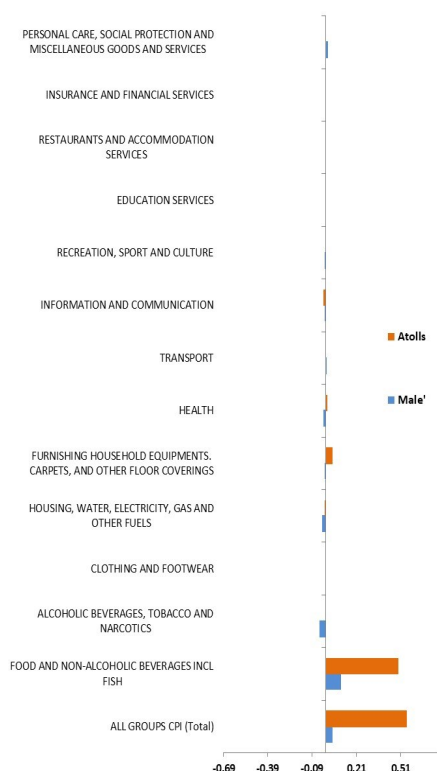 PERSONAL CARE, SOCIAL PROTECTION AND
MISCELLANEOUS GOODS AND SERVICES
INSURANCE AND FINANCIAL SERVICES
RESTAURANTS AND ACCOMMODATION
SERVICES
EDUCATION SERVICES
RECREATION, SPORT AND CULTURE
INFORMATION AND COMMUNICATION
Atolls
TRANSPORT
Male'
HEALTH
FURNISHING HOUSEHOLD EQUIPMENTS.
CARPETS, AND OTHER FLOOR COVERINGS
HOUSING, WATER, ELECTRICITY, GAS AND
OTHER FUELS
CLOTHING AND FOOTWEAR
ALCOHOLIC BEVERAGES, TOBACCO AND
NARCOTICS
FOOD AND NON-ALCOHOLIC BEVERAGES INCL
FISH
ALL GROUPS CPI (Total)
-0.69 -0.39 -0.09 0.21 0.51